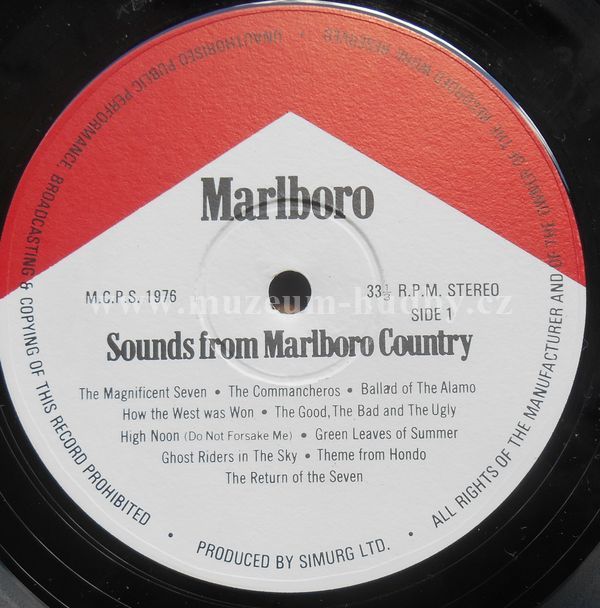 UNAUTHORISED PUBLIC PERFORMANCE, BROADCASTING & COPYING OF THIS RECORD PROHIBITED • PRODUCED BY SIMURG LTD. • ALL RIGHTS OF THE MANUFACTURER AND OF THE OWNER OF THE RECORDED WORK RESERVED
Marlboro
M.C.P.S. 1976
33⅓ R.P.M. STEREO
SIDE 1
www.muzeum-hudby.cz
Sounds from Marlboro Country
The Magnificent Seven • The Commancheros • Ballad of The Alamo
How the West was Won • The Good, The Bad and The Ugly
High Noon (Do Not Forsake Me) • Green Leaves of Summer
Ghost Riders in The Sky • Theme from Hondo
The Return of the Seven